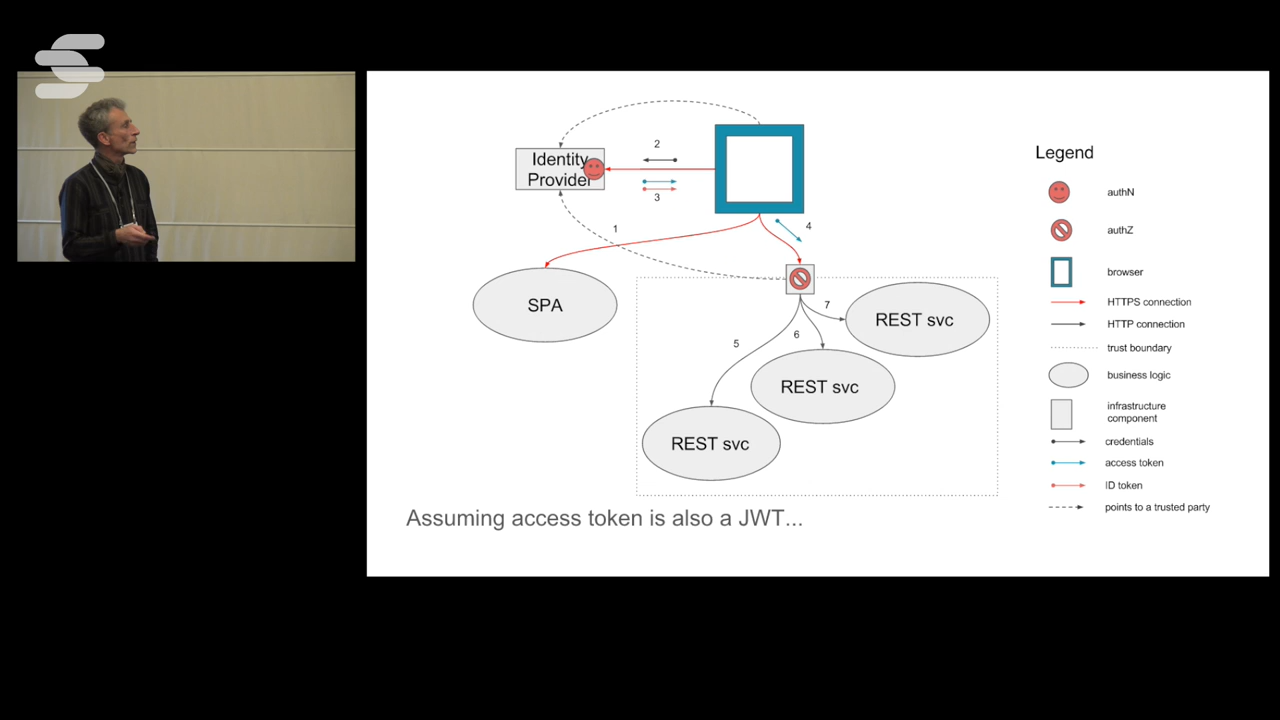 Identity
Provider
2
3
1
4
SPA
7
REST svc
6
REST svc
5
REST svc
Assuming access token is also a JWT...
Legend
authN
authZ
browser
HTTPS connection
HTTP connection
trust boundary
business logic
infrastructure
component
credentials
access token
ID token
points to a trusted party